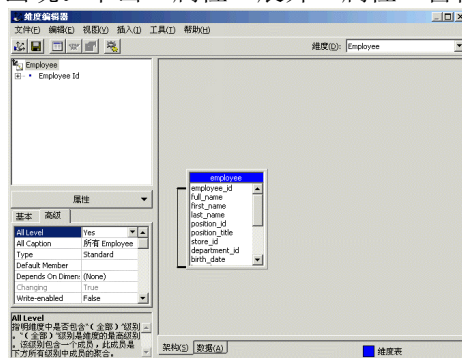 维度编辑器
文件(F) 编辑(E) 视图(V) 插入(I) 工具(T) 帮助(H)
维度(D): Employee
Employee
Employee Id
属性
基本 高级
All Level Yes
All Caption 所有 Employee
Type Standard
Default Member
Depends On Dimen: (None)
Changing True
Write-enabled False
All Level
指明维度中是否包含"(全部)"级别
。"(全部)"级别是维度的最高级别
。该级别包含一个成员，此成员是
下方所有级别中成员的聚合。
employee
employee_id
full_name
first_name
last_name
position_id
position_title
store_id
department_id
birth_date
架构(S) 数据(A)
维度表